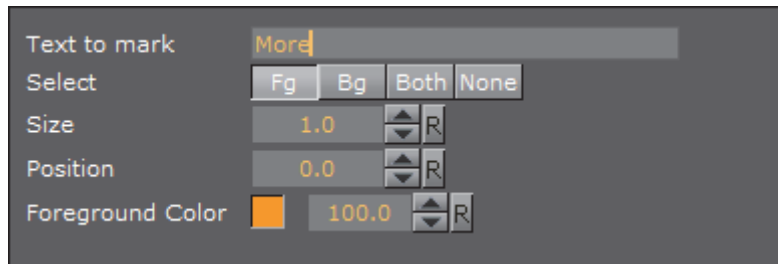 Text to mark More
Select Fg Bg Both None
Size 1.0 R
Position 0.0 R
Foreground Color 100.0 R